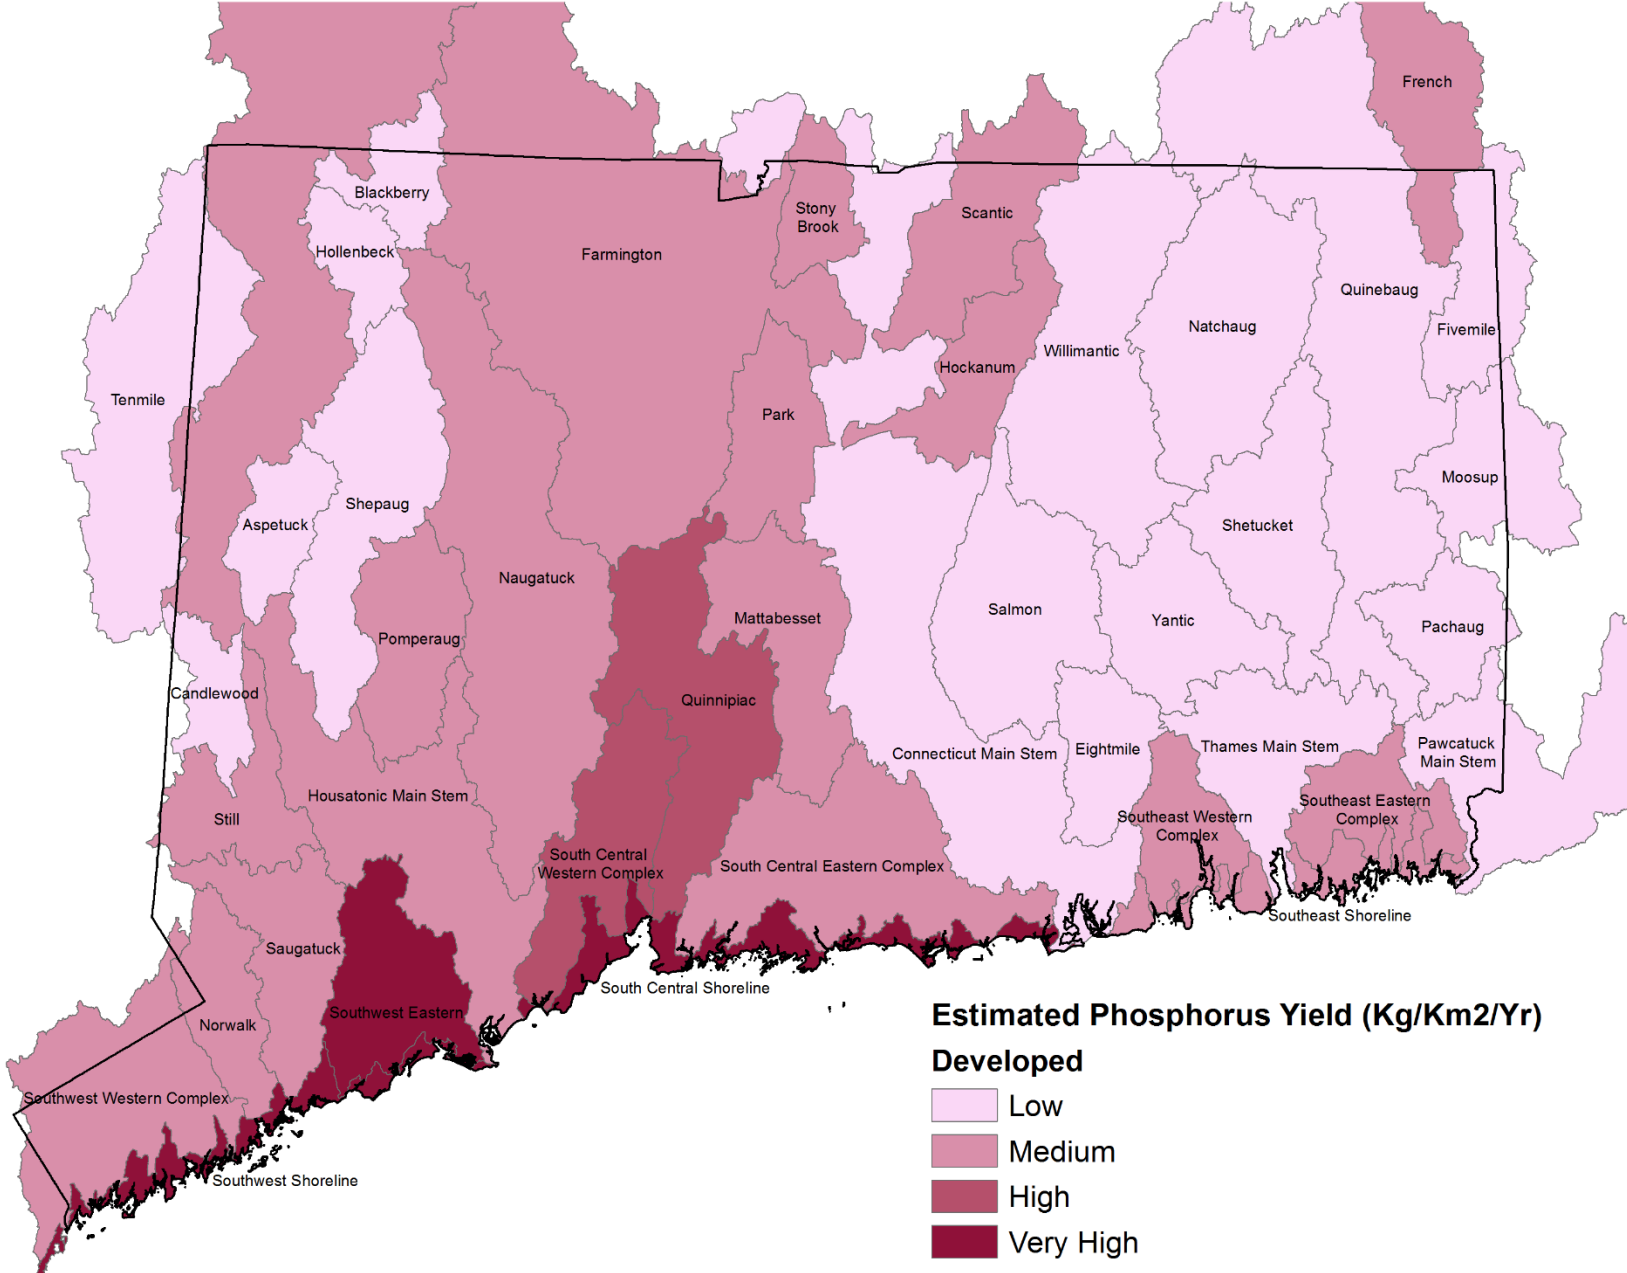 French
Blackberry
Stony
Brook
Scantic
Hollenbeck
Farmington
Quinebaug
Natchaug
Fivemile
Willimantic
Hockanum
Tenmile
Park
Moosup
Shepaug
Aspetuck
Shetucket
Naugatuck
Salmon
Mattabesset
Yantic
Pachaug
Pomperaug
Candlewood
Quinnipiac
Connecticut Main Stem
Eightmile
Thames Main Stem
Pawcatuck
Main Stem
Housatonic Main Stem
Still
Southeast Eastern
Complex
Southeast Western
Complex
South Central
Western Complex
South Central Eastern Complex
Southeast Shoreline
Saugatuck
South Central Shoreline
Southwest Eastern
Norwalk
Southwest Western Complex
Southwest Shoreline
Estimated Phosphorus Yield (Kg/Km2/Yr)
Developed
Low
Medium
High
Very High